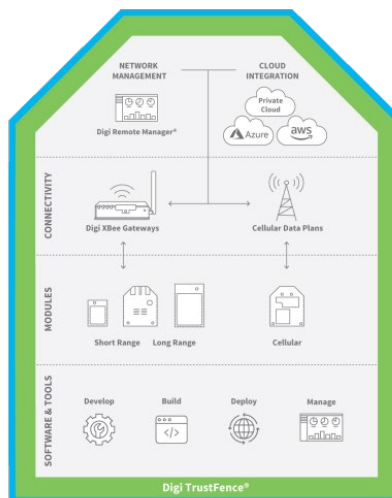 NETWORK
MANAGEMENT
CLOUD
INTEGRATION
Private
Cloud
Azure
aws
Digi Remote Manager®
CONNECTIVITY
Digi XBee Gateways
Cellular Data Plans
MODULES
Short Range
Long Range
Cellular
SOFTWARE & TOOLS
Develop
Build
Deploy
Manage
</>
Digi TrustFence®